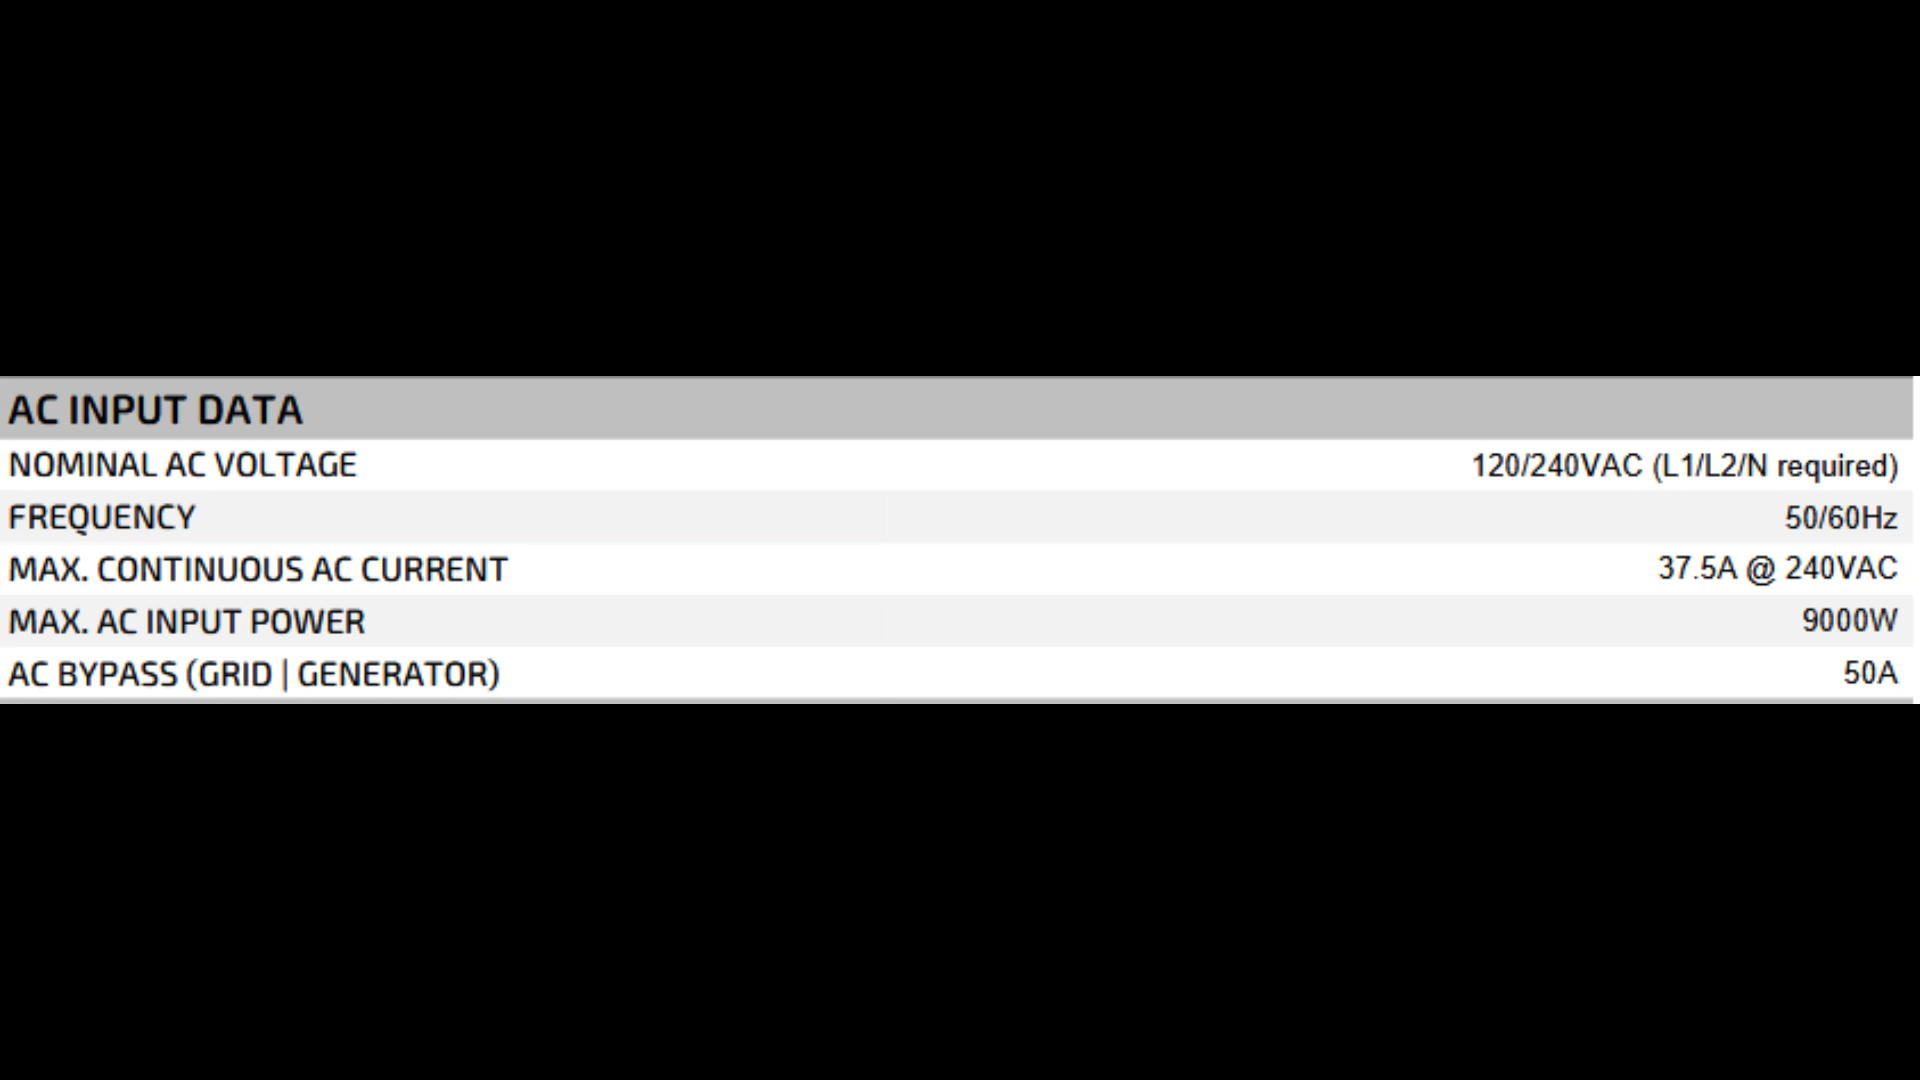 AC INPUT DATA
NOMINAL AC VOLTAGE 120/240VAC (L1/L2/N required)
FREQUENCY 50/60Hz
MAX. CONTINUOUS AC CURRENT 37.5A @ 240VAC
MAX. AC INPUT POWER 9000W
AC BYPASS (GRID | GENERATOR) 50A